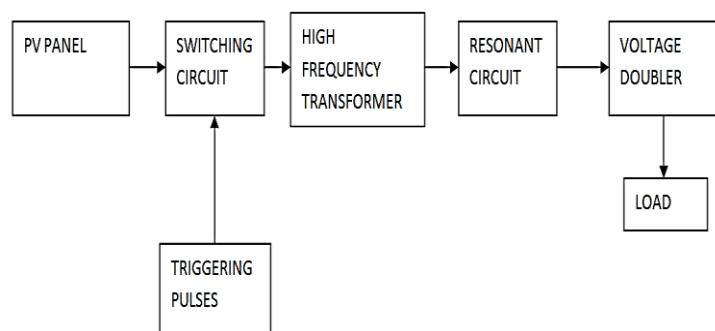 PV PANEL
SWITCHING
CIRCUIT
HIGH
FREQUENCY
TRANSFORMER
RESONANT
CIRCUIT
VOLTAGE
DOUBLER
LOAD
TRIGGERING
PULSES